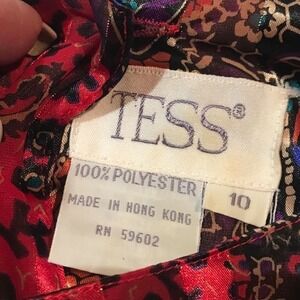 TESS®
100% POLYESTER
10
MADE IN HONG KONG
RN 59602